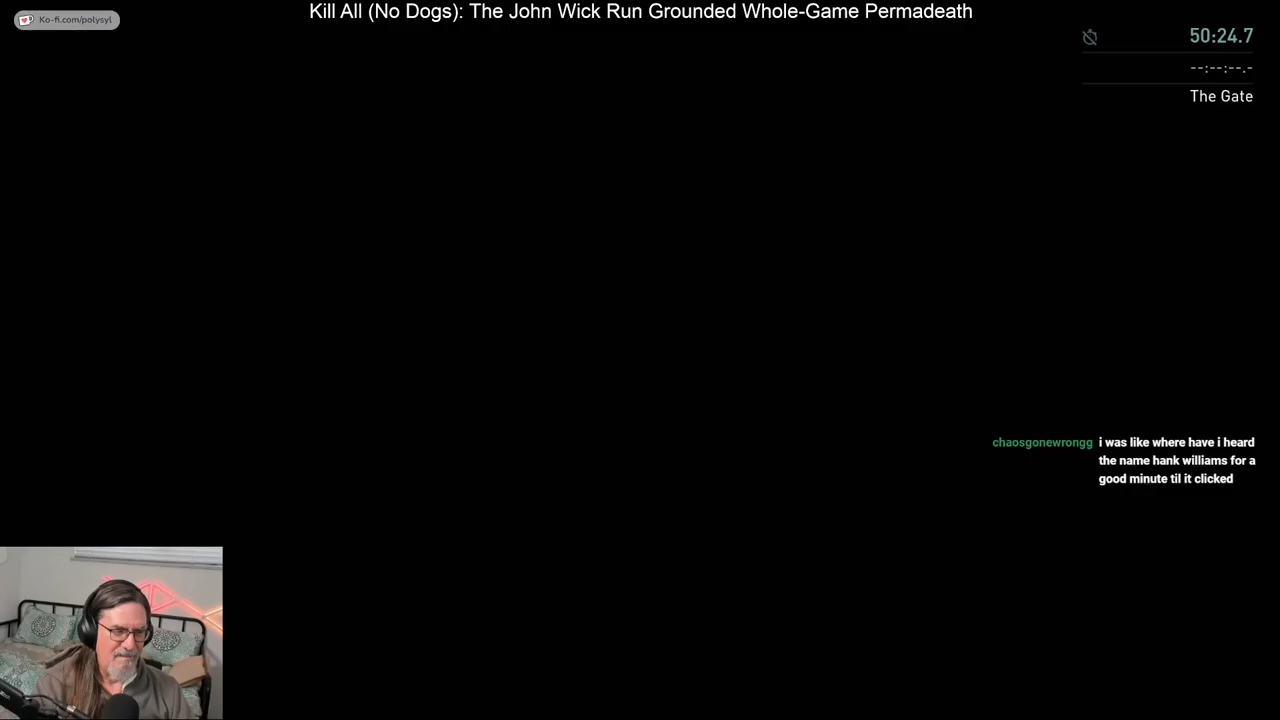 Ko-fi.com/polysyl
Kill All (No Dogs): The John Wick Run Grounded Whole-Game Permadeath
50:24.7
--:--:--.-
The Gate
chaosgonewrongg i was like where have i heard
the name hank williams for a
good minute til it clicked